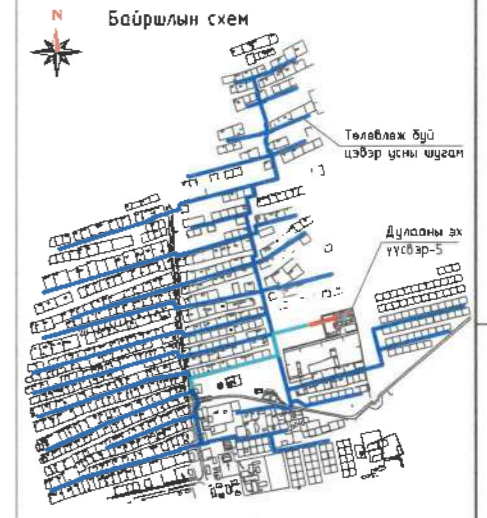 N
Байршлын схем
Төлөвлөж буй
цэвэр усны шугам
Дулааны эх
үүсвэр-5